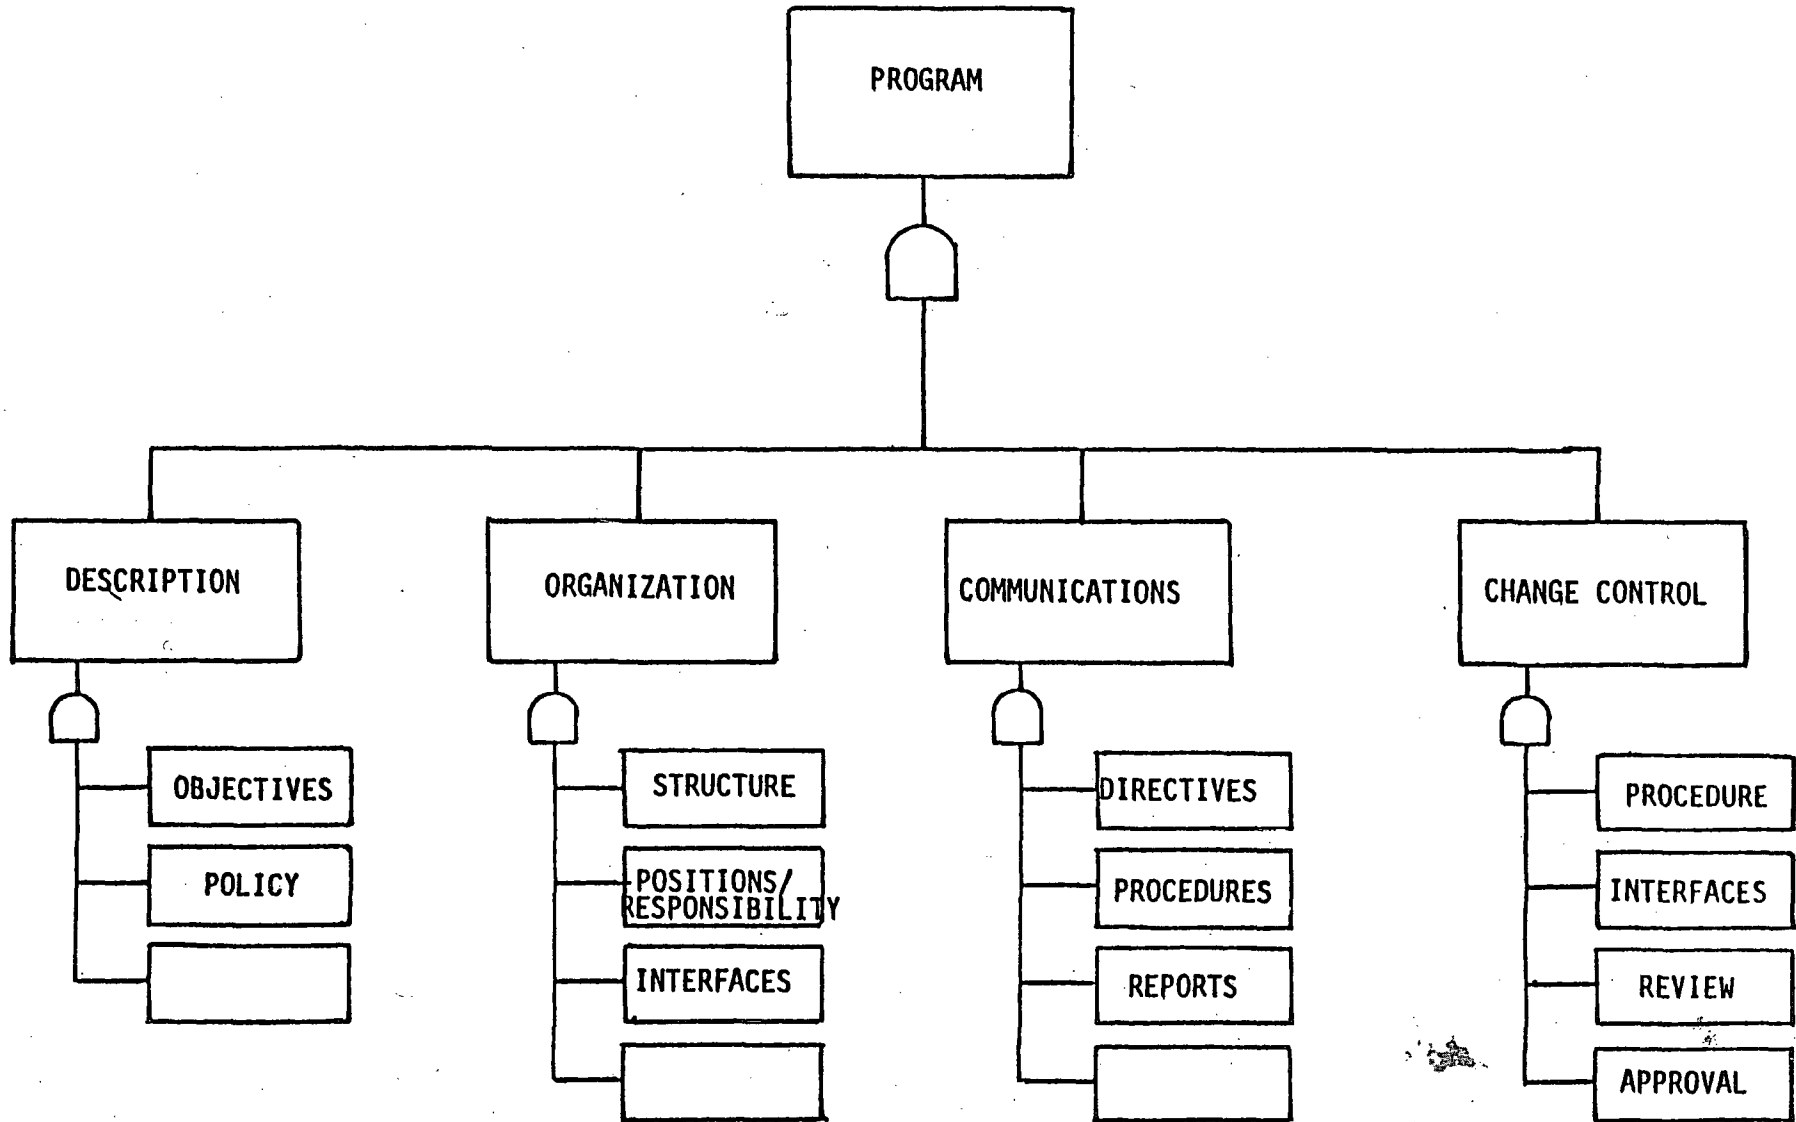 PROGRAM
DESCRIPTION
ORGANIZATION
COMMUNICATIONS
CHANGE CONTROL
OBJECTIVES
POLICY
STRUCTURE
POSITIONS/
RESPONSIBILITY
INTERFACES
DIRECTIVES
PROCEDURES
REPORTS
PROCEDURE
INTERFACES
REVIEW
APPROVAL